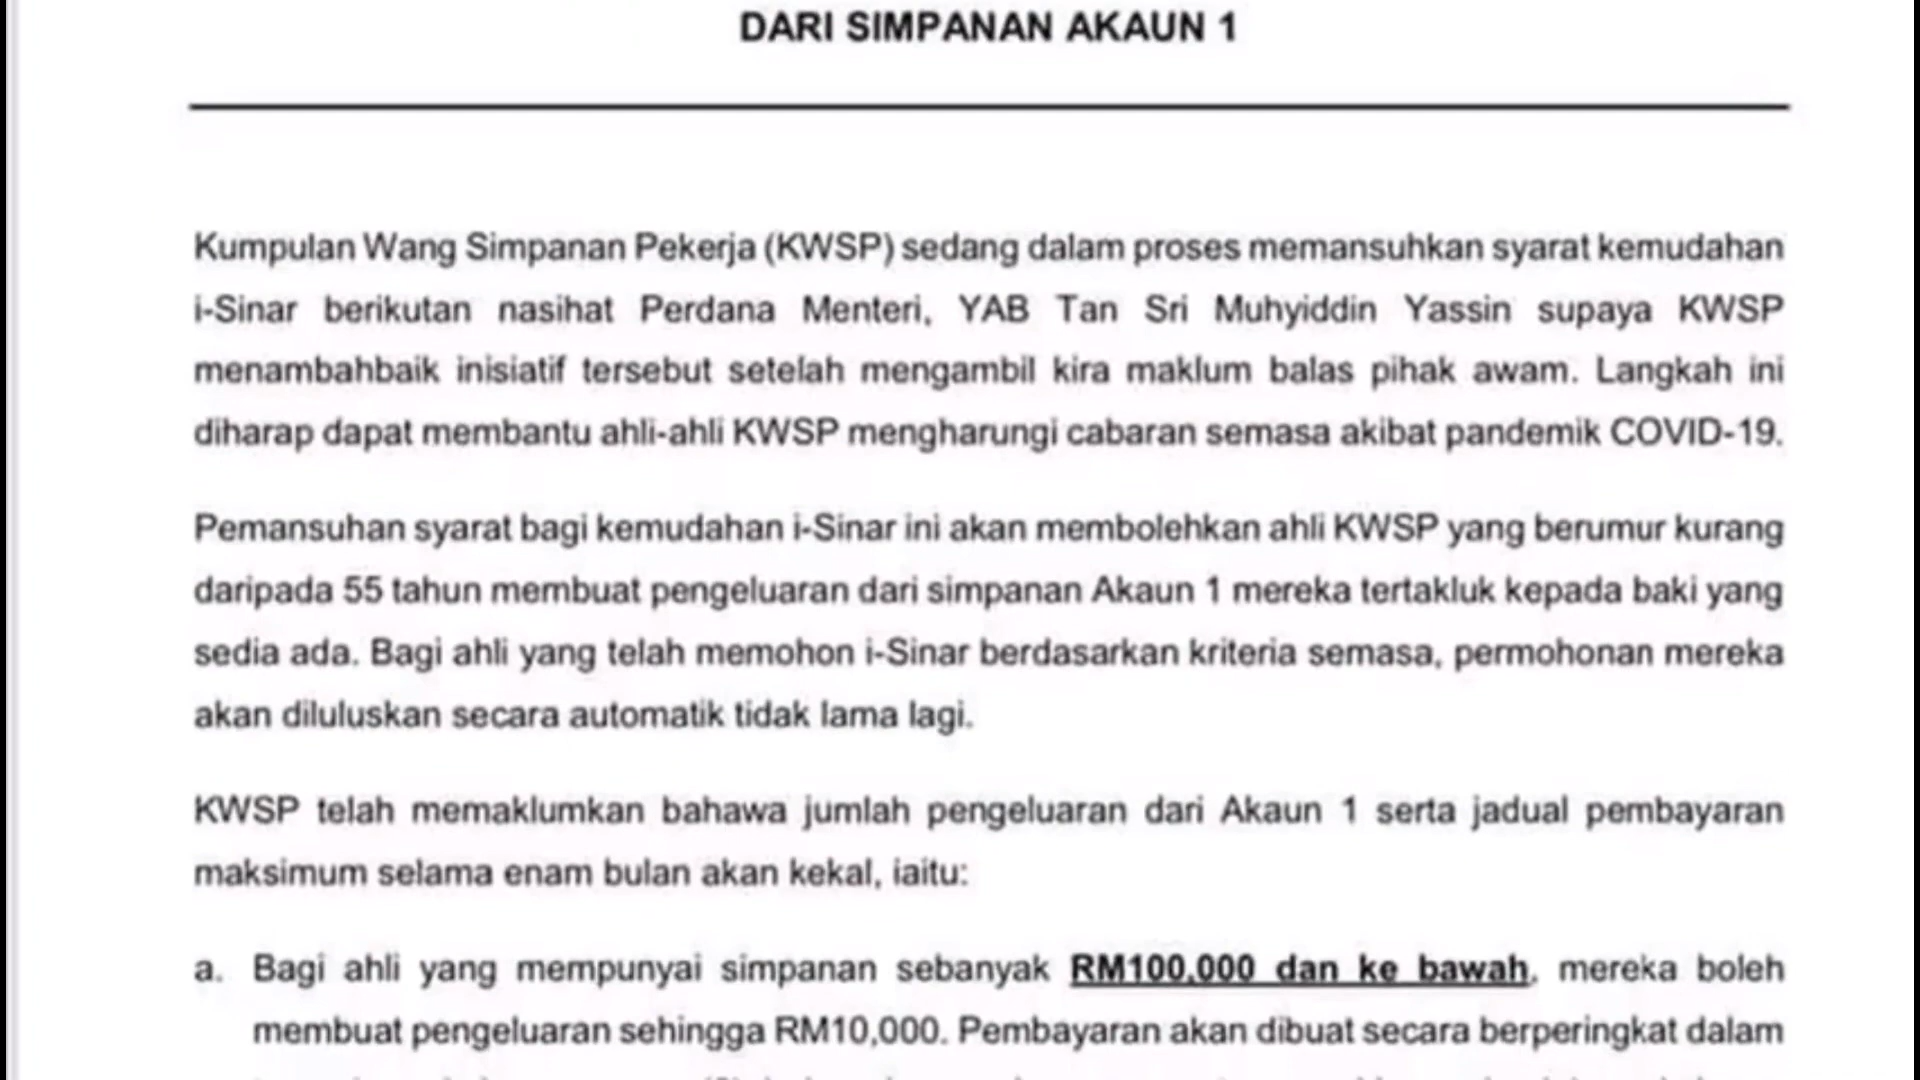 DARI SIMPANAN AKAUN 1
Kumpulan Wang Simpanan Pekerja (KWSP) sedang dalam proses memansuhkan syarat kemudahan
i-Sinar berikutan nasihat Perdana Menteri, YAB Tan Sri Muhyiddin Yassin supaya KWSP
menambahbaik inisiatif tersebut setelah mengambil kira maklum balas pihak awam. Langkah ini
diharap dapat membantu ahli-ahli KWSP mengharungi cabaran semasa akibat pandemik COVID-19.
Pemansuhan syarat bagi kemudahan i-Sinar ini akan membolehkan ahli KWSP yang berumur kurang
daripada 55 tahun membuat pengeluaran dari simpanan Akaun 1 mereka tertakluk kepada baki yang
sedia ada. Bagi ahli yang telah memohon i-Sinar berdasarkan kriteria semasa, permohonan mereka
akan diluluskan secara automatik tidak lama lagi.
KWSP telah memaklumkan bahawa jumlah pengeluaran dari Akaun 1 serta jadual pembayaran
maksimum selama enam bulan akan kekal, iaitu:
a. Bagi ahli yang mempunyai simpanan sebanyak RM100,000 dan ke bawah, mereka boleh
membuat pengeluaran sehingga RM10,000. Pembayaran akan dibuat secara berperingkat dalam